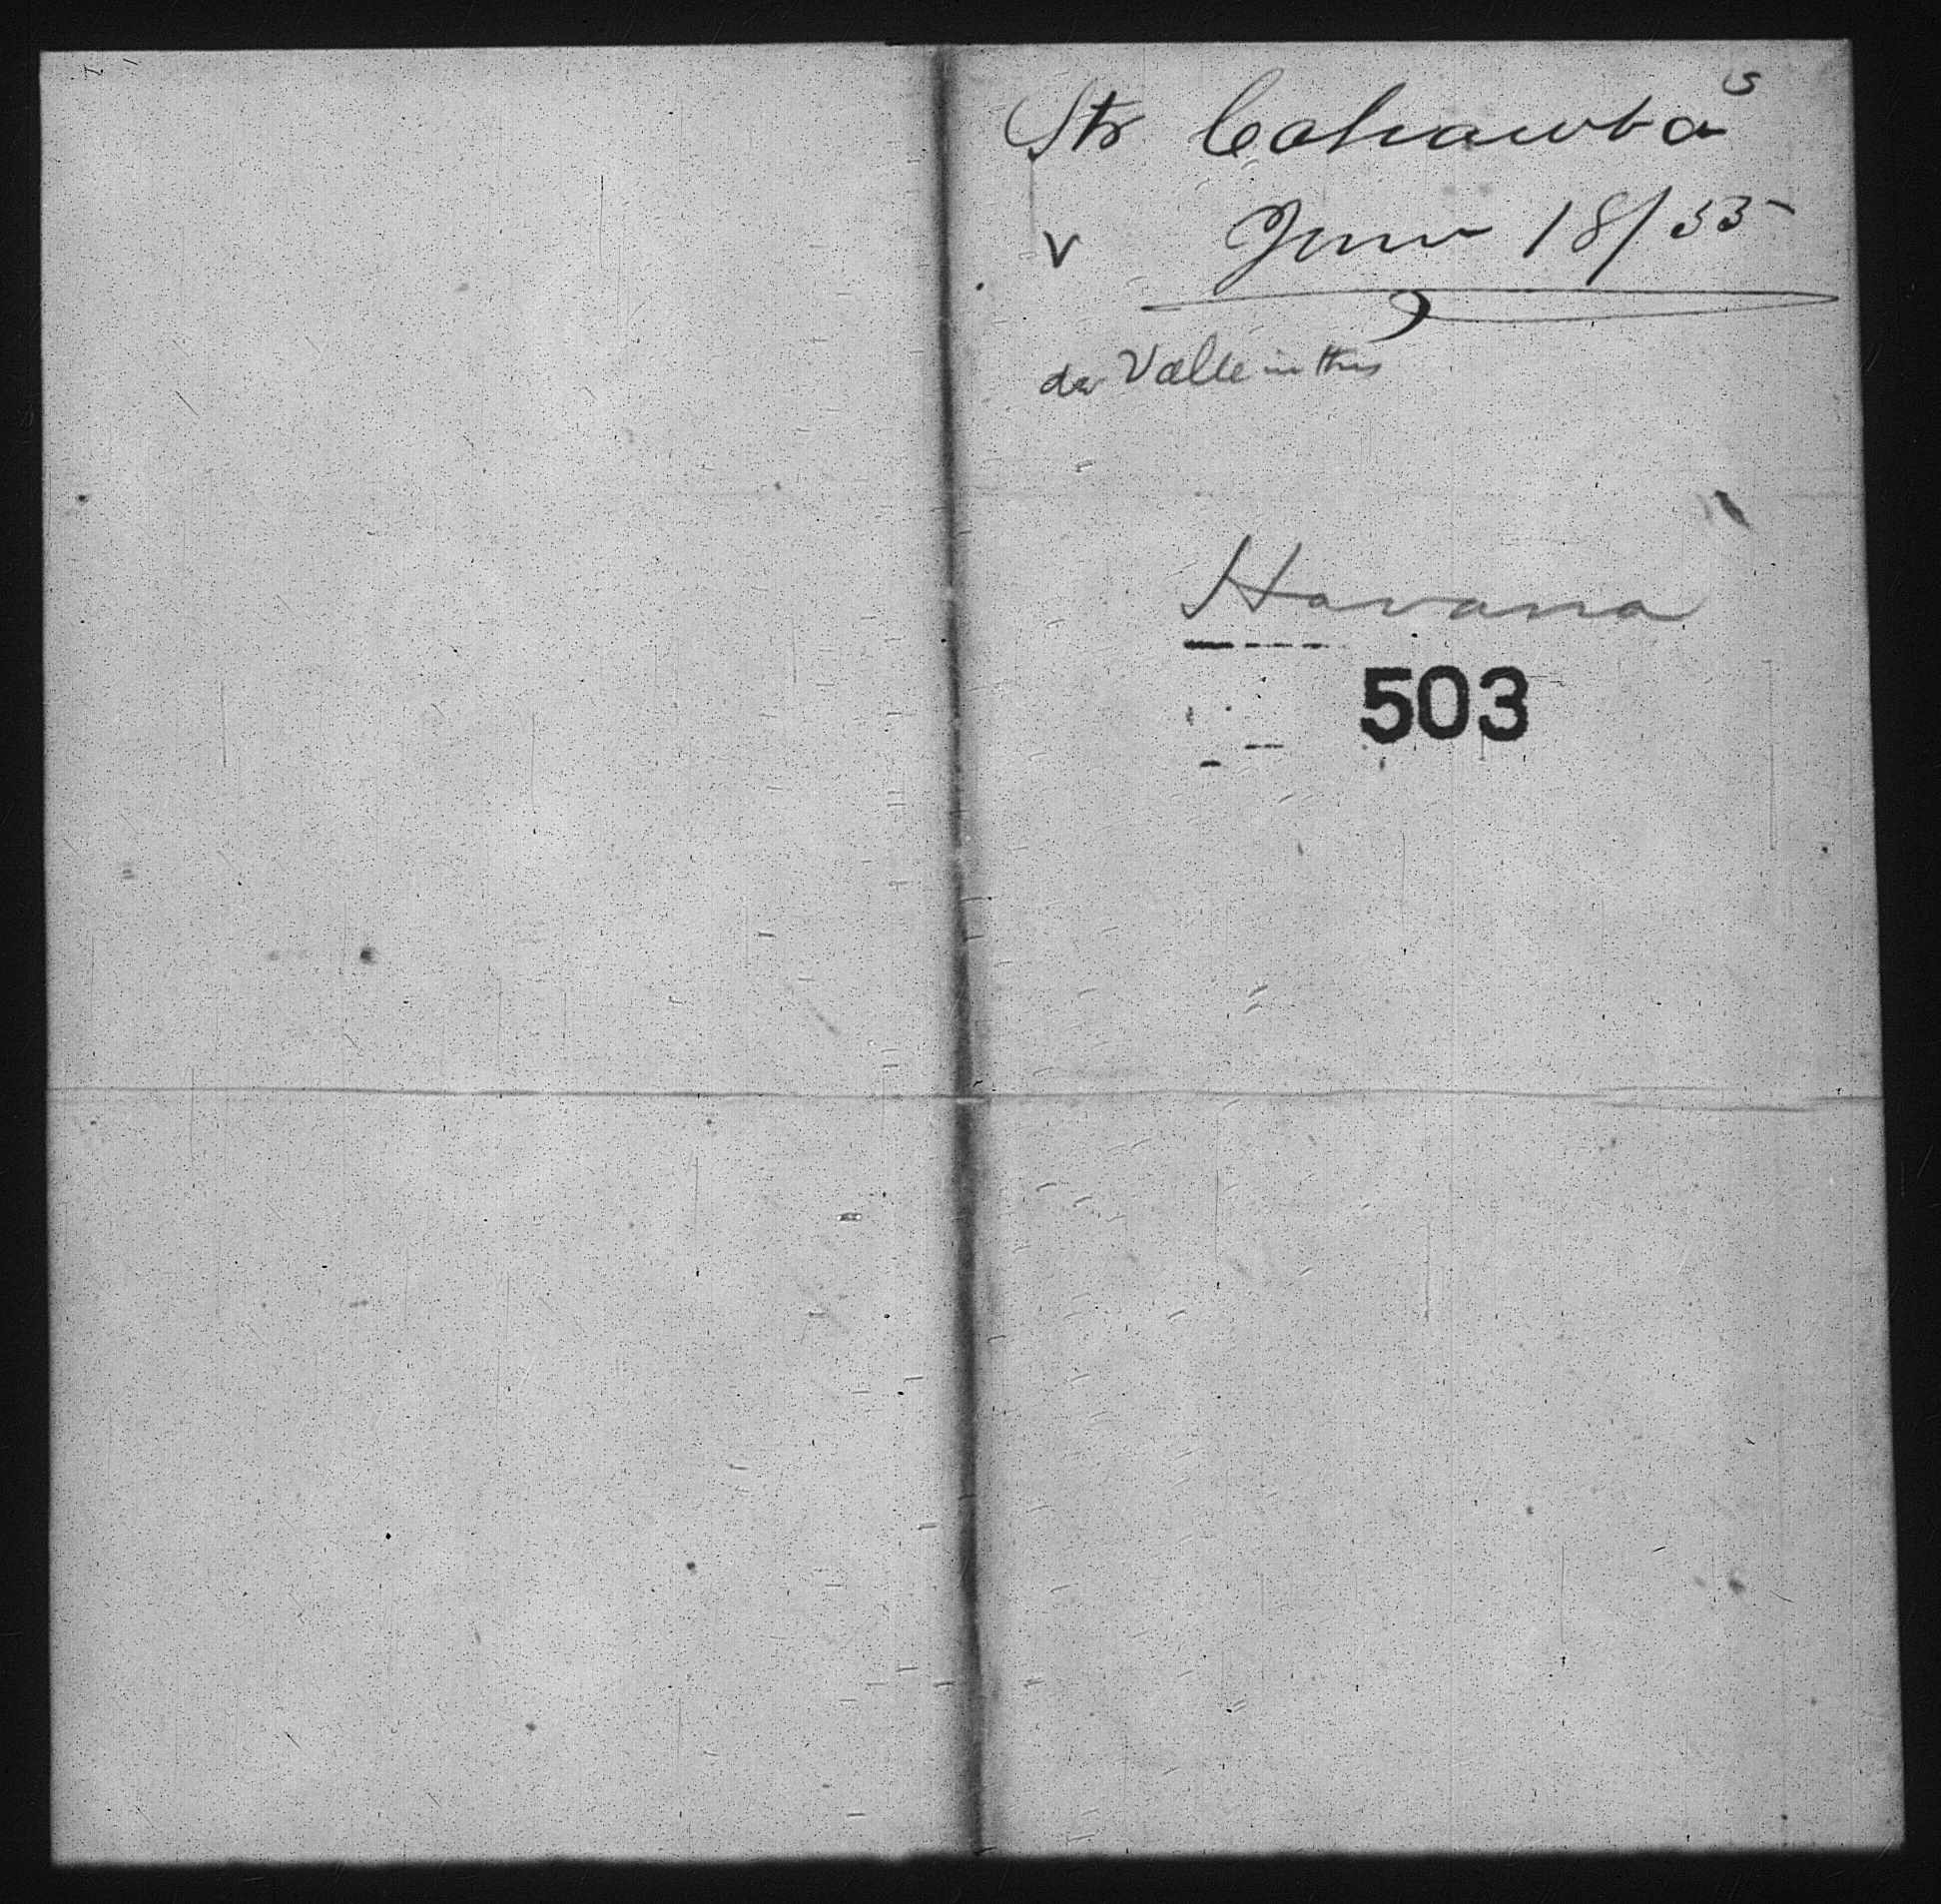 S
Str Cahawba
V June 18/55
de Valle in this
Havana
503